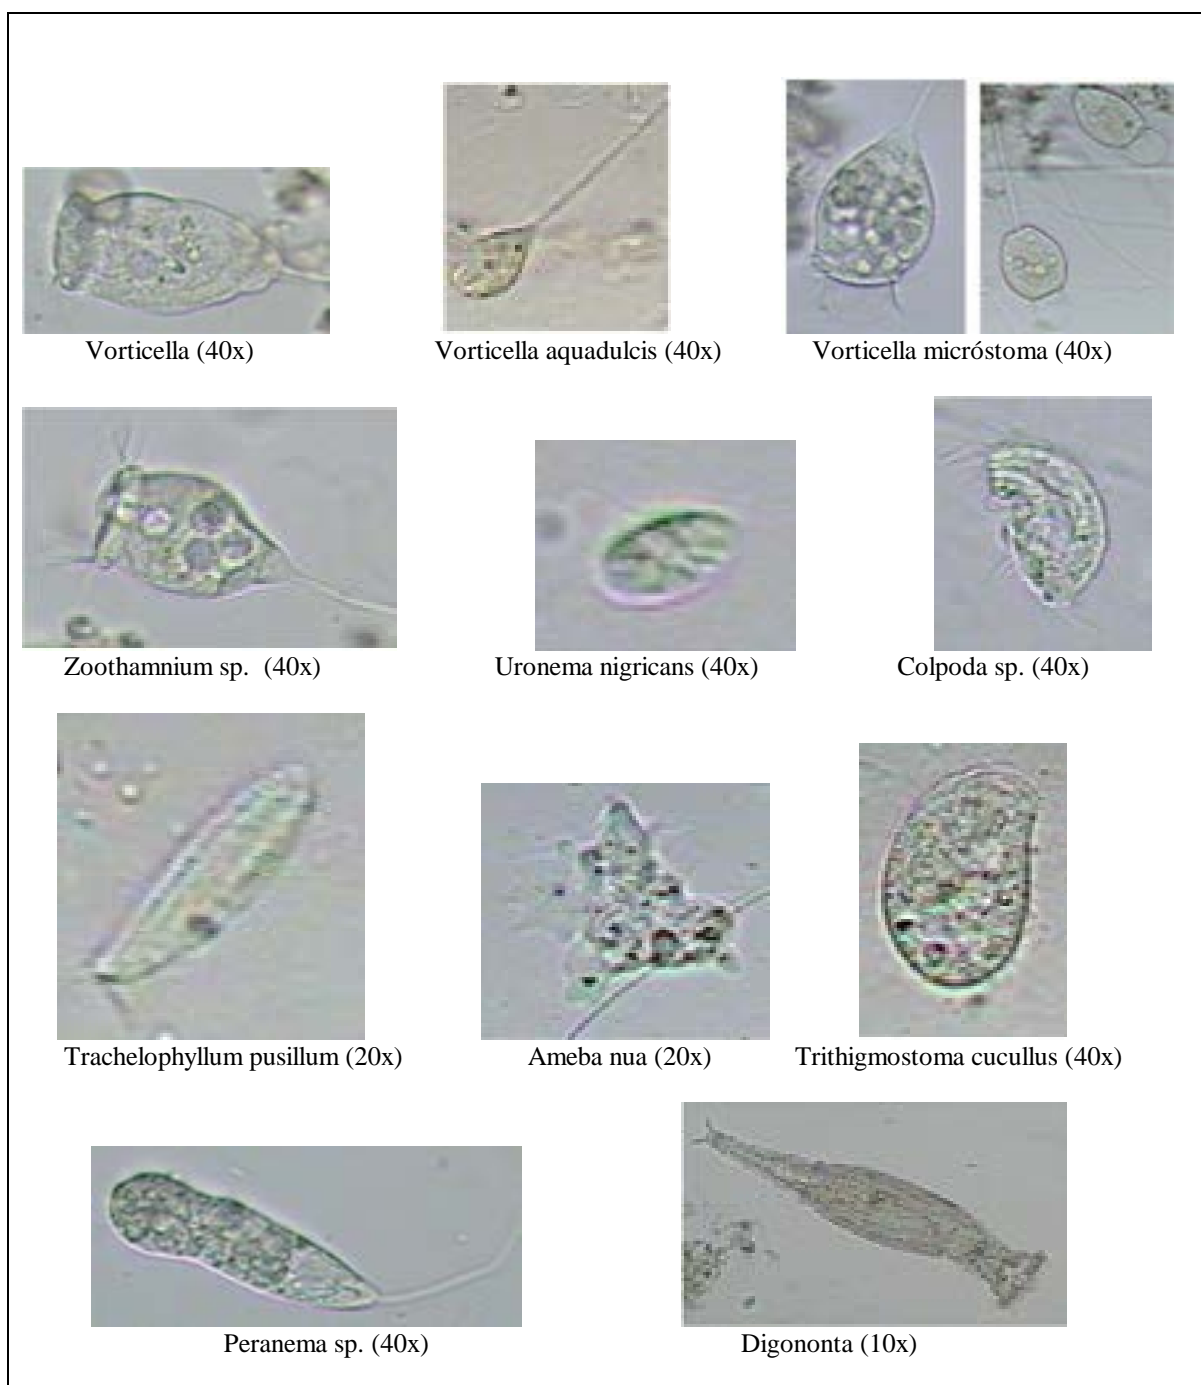 Vorticella (40x)
Vorticella aquadulcis (40x)
Vorticella micróstoma (40x)
Zoothamnium sp. (40x)
Uronema nigricans (40x)
Colpoda sp. (40x)
Trachelophyllum pusillum (20x)
Ameba nua (20x)
Trithigmostoma cucullus (40x)
Peranema sp. (40x)
Digononta (10x)